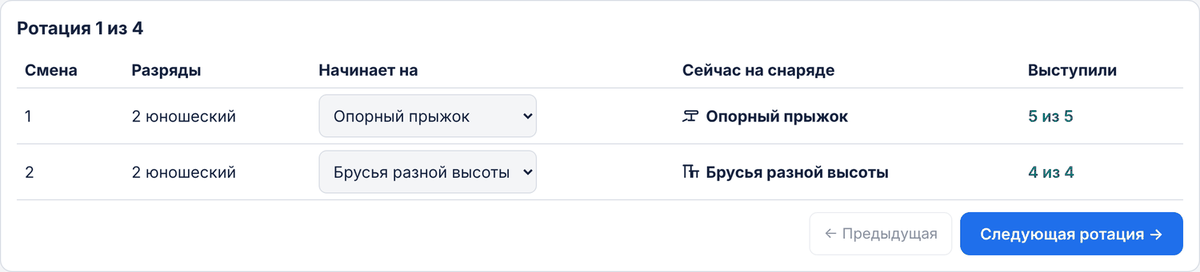 Ротация 1 из 4
Смена Разряды Начинает на Сейчас на снаряде Выступили
1 2 юношеский Опорный прыжок Опорный прыжок 5 из 5
2 2 юношеский Брусья разной высоты Брусья разной высоты 4 из 4
← Предыдущая Следующая ротация →